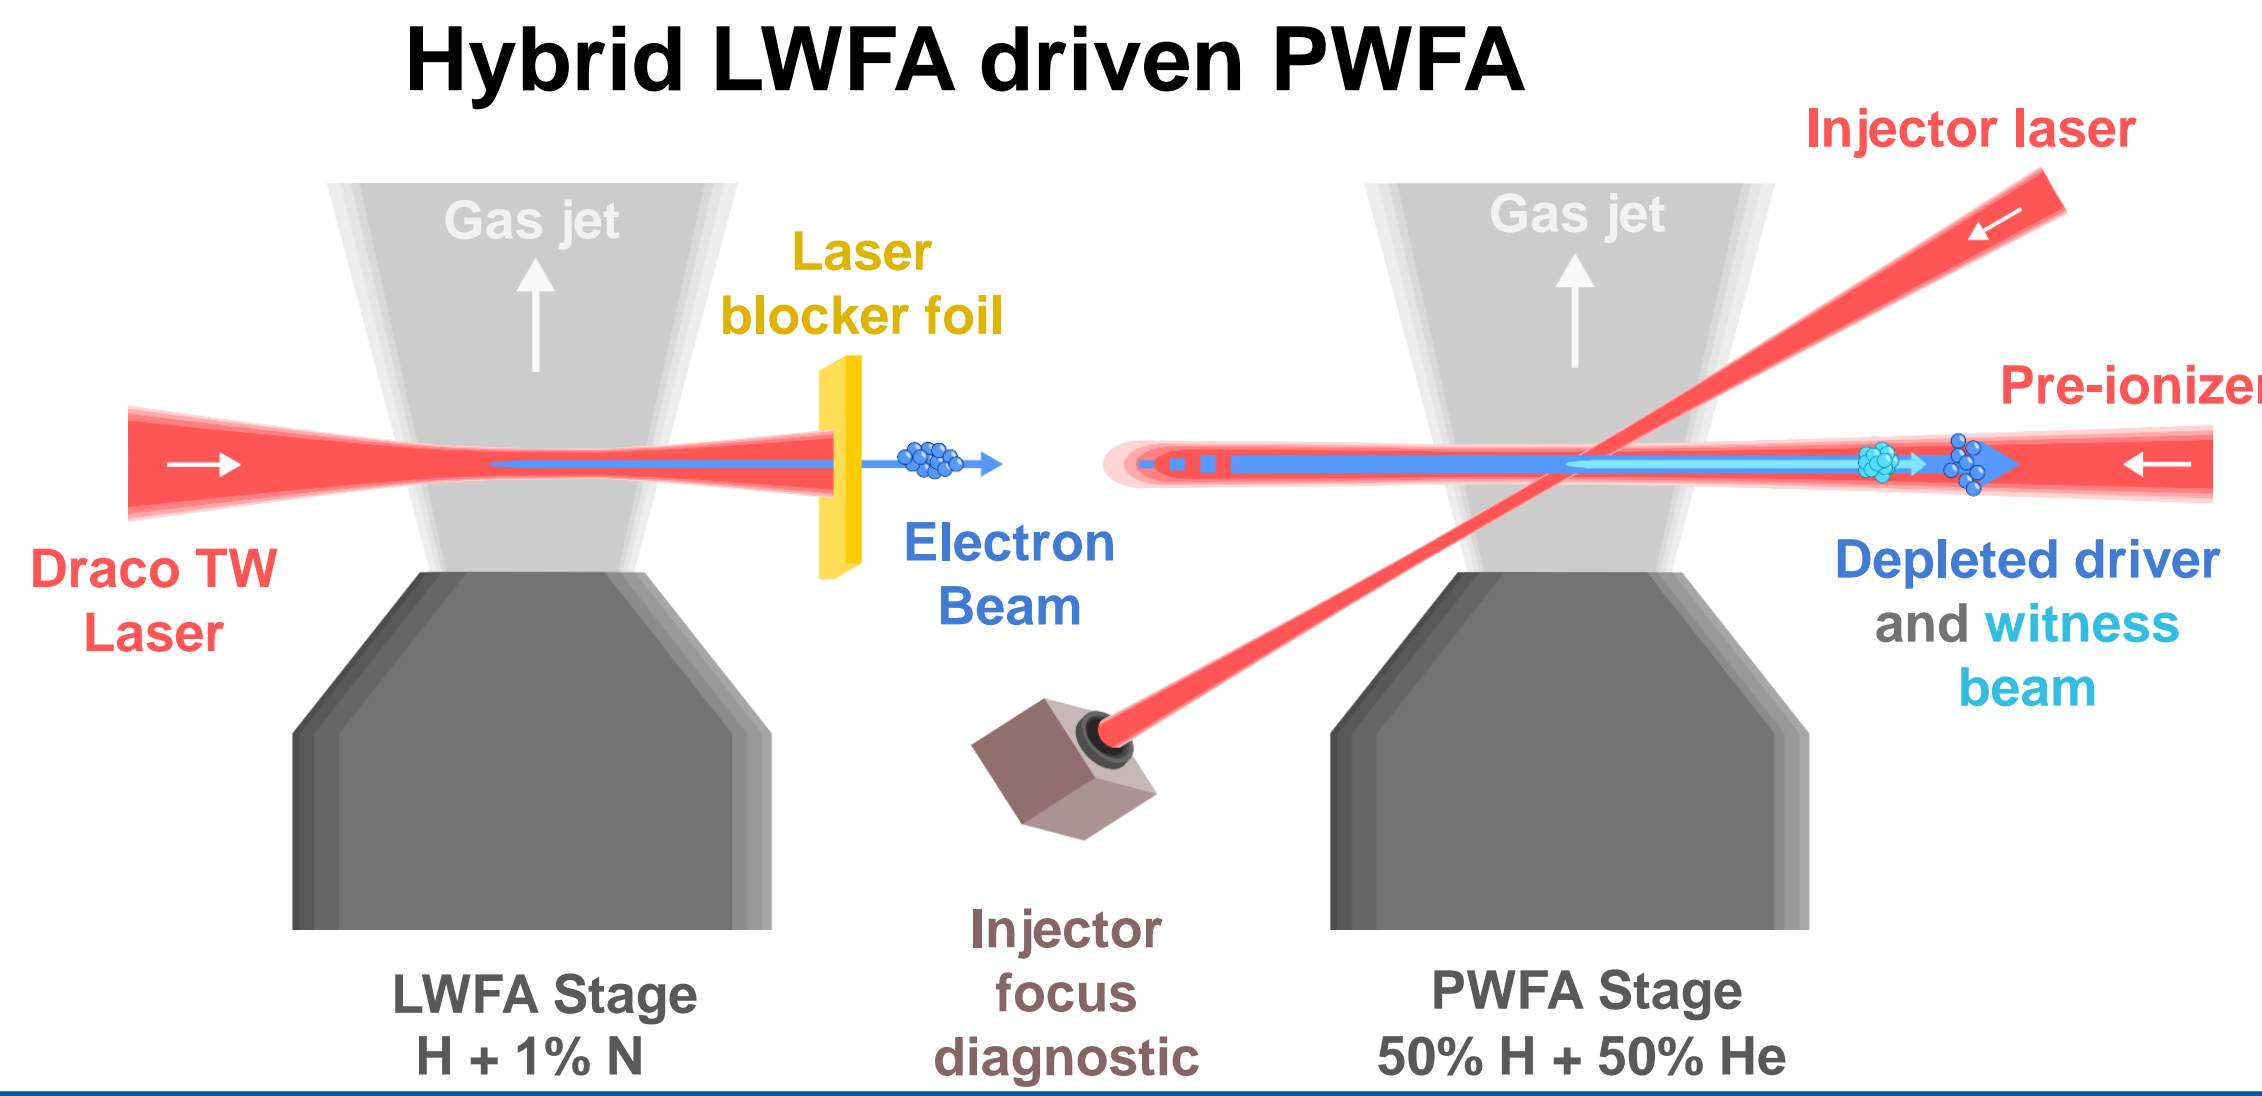 Hybrid LWFA driven PWFA
Injector laser
Gas jet
Gas jet
Laser
blocker foil
Pre-ionizer
Draco TW
Laser
Electron
Beam
Depleted driver
and witness
beam
Injector
focus
diagnostic
LWFA Stage
H + 1% N
PWFA Stage
50% H + 50% He